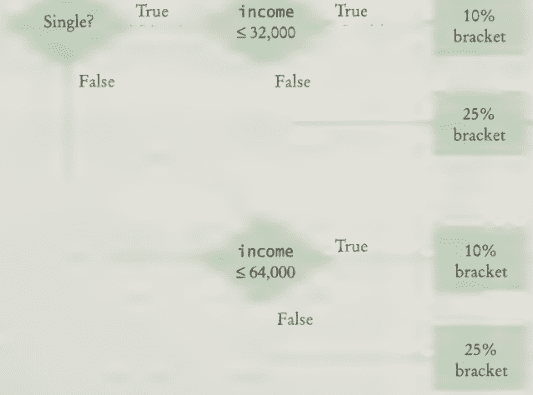 Single?
True
income
≤ 32,000
True
10%
bracket
False
False
25%
bracket
income
≤ 64,000
True
10%
bracket
False
25%
bracket